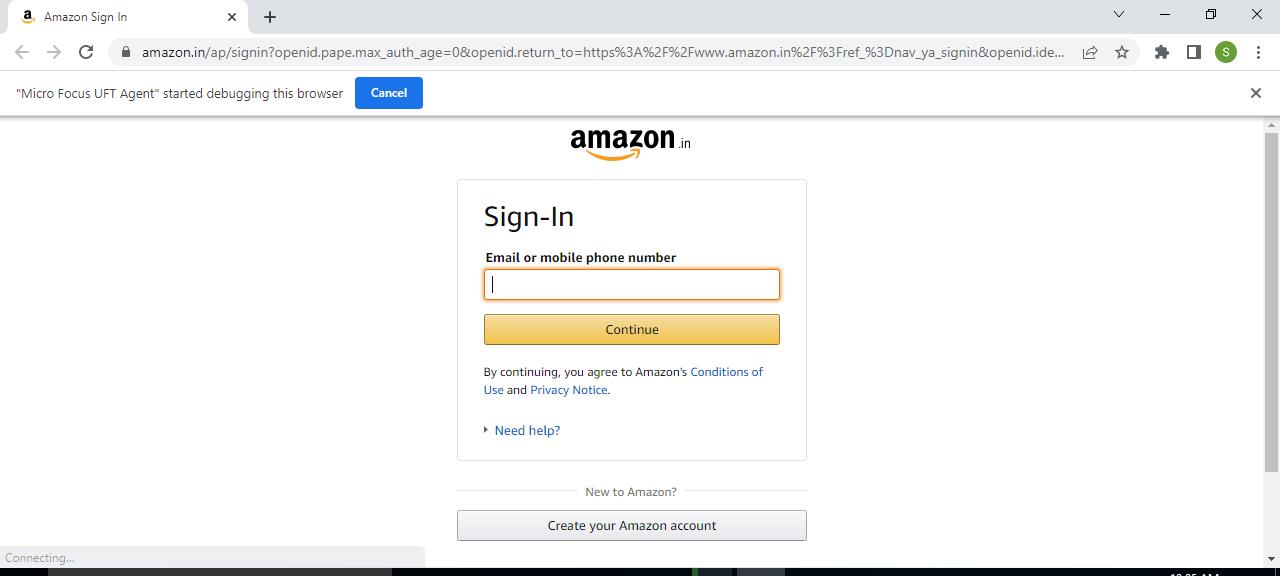 Amazon Sign In
amazon.in/ap/signin?openid.pape.max_auth_age=0&openid.return_to=https%3A%2F%2Fwww.amazon.in%2F%3Fref_%3Dnav_ya_signin&openid.ide...
S
"Micro Focus UFT Agent" started debugging this browser
Cancel
amazon.in
Sign-In
Email or mobile phone number
Continue
By continuing, you agree to Amazon's Conditions of
Use and Privacy Notice.
Need help?
New to Amazon?
Create your Amazon account
Connecting...